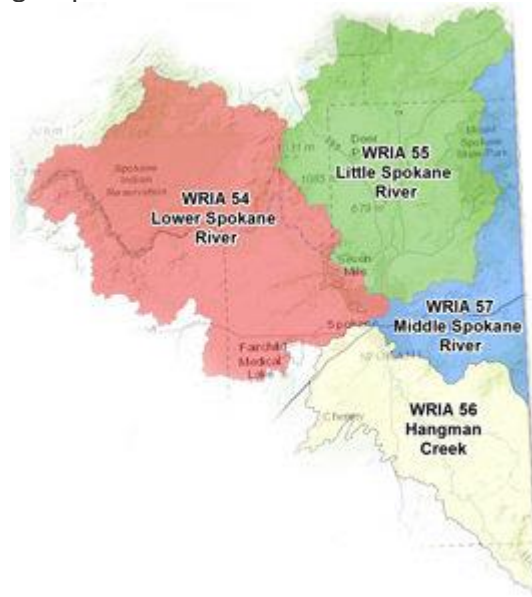 WRIA 55
Little Spokane
River
Spokane
Indian
Reservation
WRIA 54
Lower Spokane
River
WRIA 57
Middle Spokane
River
Spokane
Fairchild
Medical
Lake
Cheney
WRIA 56
Hangman
Creek